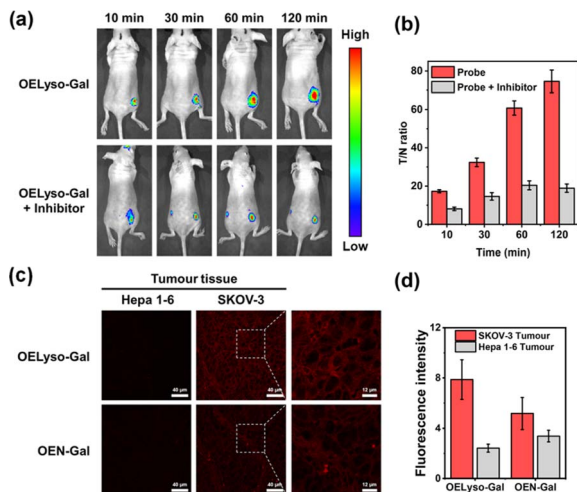 (a)
10 min 30 min 60 min 120 min
OELyso-Gal
OELyso-Gal
+ Inhibitor
High
Low
(b)
T/N ratio
80
60
40
20
0
Probe
Probe + Inhibitor
10 30 60 120
Time (min)
(c)
Tumour tissue
Hepa 1-6 SKOV-3
OELyso-Gal
40 μm 40 μm 12 μm
OEN-Gal
40 μm 40 μm 12 μm
(d)
Fluorescence intensity
12
8
4
0
SKOV-3 Tumour
Hepa 1-6 Tumour
OELyso-Gal OEN-Gal